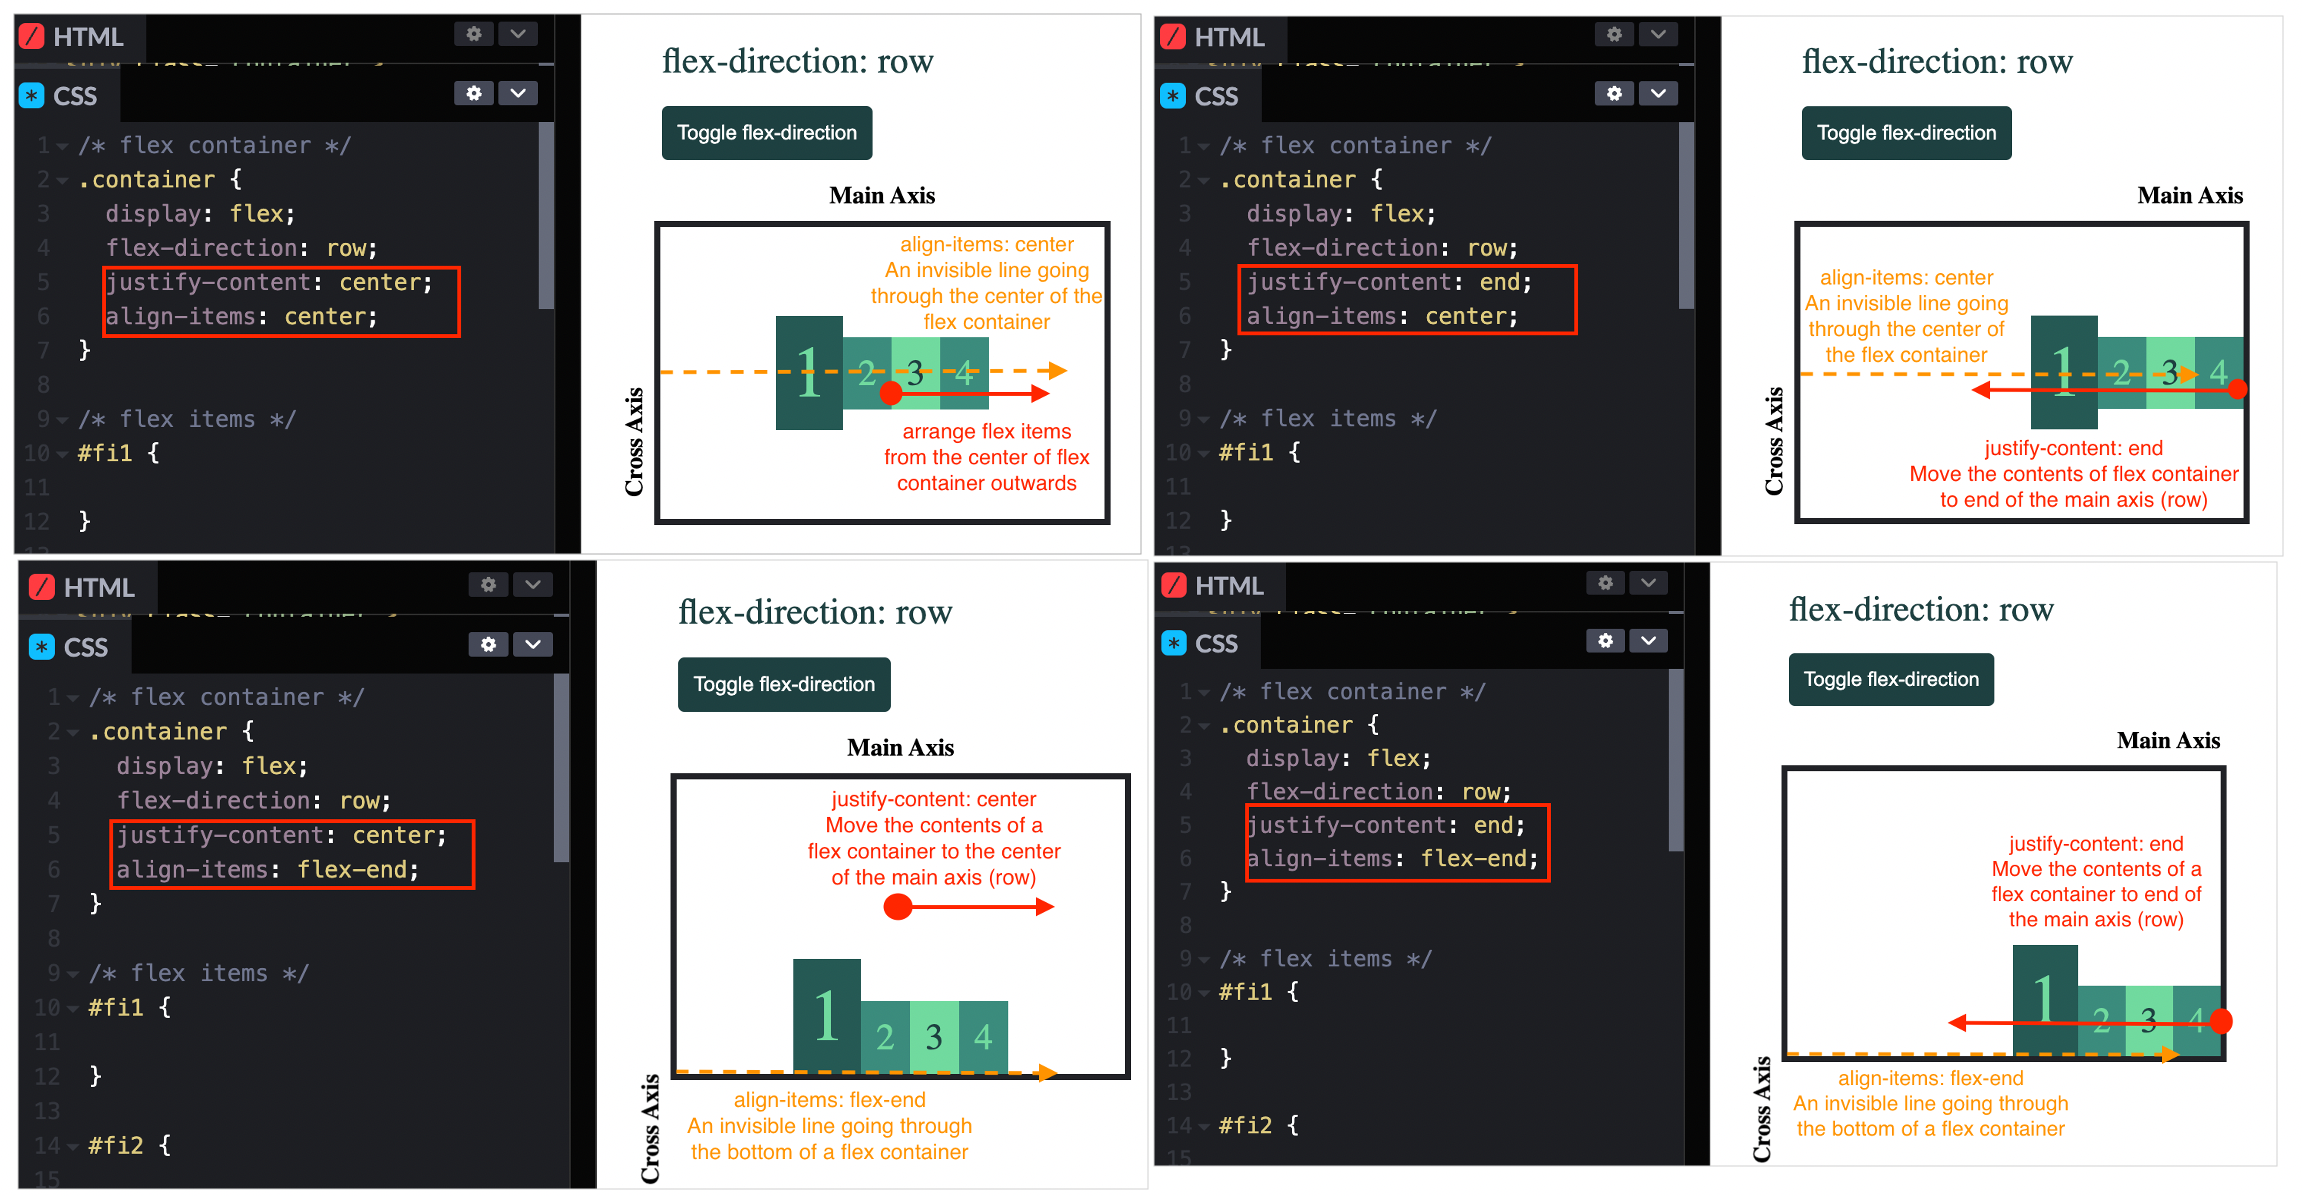 HTML
CSS
1 /* flex container */
2 .container {
3 display: flex;
4 flex-direction: row;
5 justify-content: center;
6 align-items: center;
7 }
8
9 /* flex items */
10 #fi1 {
11
12 }
flex-direction: row
Toggle flex-direction
Main Axis
align-items: center
An invisible line going
through the center of the
flex container
1 2 3 4
arrange flex items
from the center of flex
container outwards
Cross Axis
HTML
CSS
1 /* flex container */
2 .container {
3 display: flex;
4 flex-direction: row;
5 justify-content: end;
6 align-items: center;
7 }
8
9 /* flex items */
10 #fi1 {
11
12 }
flex-direction: row
Toggle flex-direction
Main Axis
align-items: center
An invisible line going
through the center of
the flex container
1 2 3 4
justify-content: end
Move the contents of flex container
to end of the main axis (row)
Cross Axis
HTML
CSS
1 /* flex container */
2 .container {
3 display: flex;
4 flex-direction: row;
5 justify-content: center;
6 align-items: flex-end;
7 }
8
9 /* flex items */
10 #fi1 {
11
12 }
13
14 #fi2 {
15
flex-direction: row
Toggle flex-direction
Main Axis
justify-content: center
Move the contents of a
flex container to the center
of the main axis (row)
1 2 3 4
align-items: flex-end
An invisible line going through
the bottom of a flex container
Cross Axis
HTML
CSS
1 /* flex container */
2 .container {
3 display: flex;
4 flex-direction: row;
5 justify-content: end;
6 align-items: flex-end;
7 }
8
9 /* flex items */
10 #fi1 {
11
12 }
13
14 #fi2 {
15
flex-direction: row
Toggle flex-direction
Main Axis
justify-content: end
Move the contents of a
flex container to end of
the main axis (row)
1 2 3 4
align-items: flex-end
An invisible line going through
the bottom of a flex container
Cross Axis